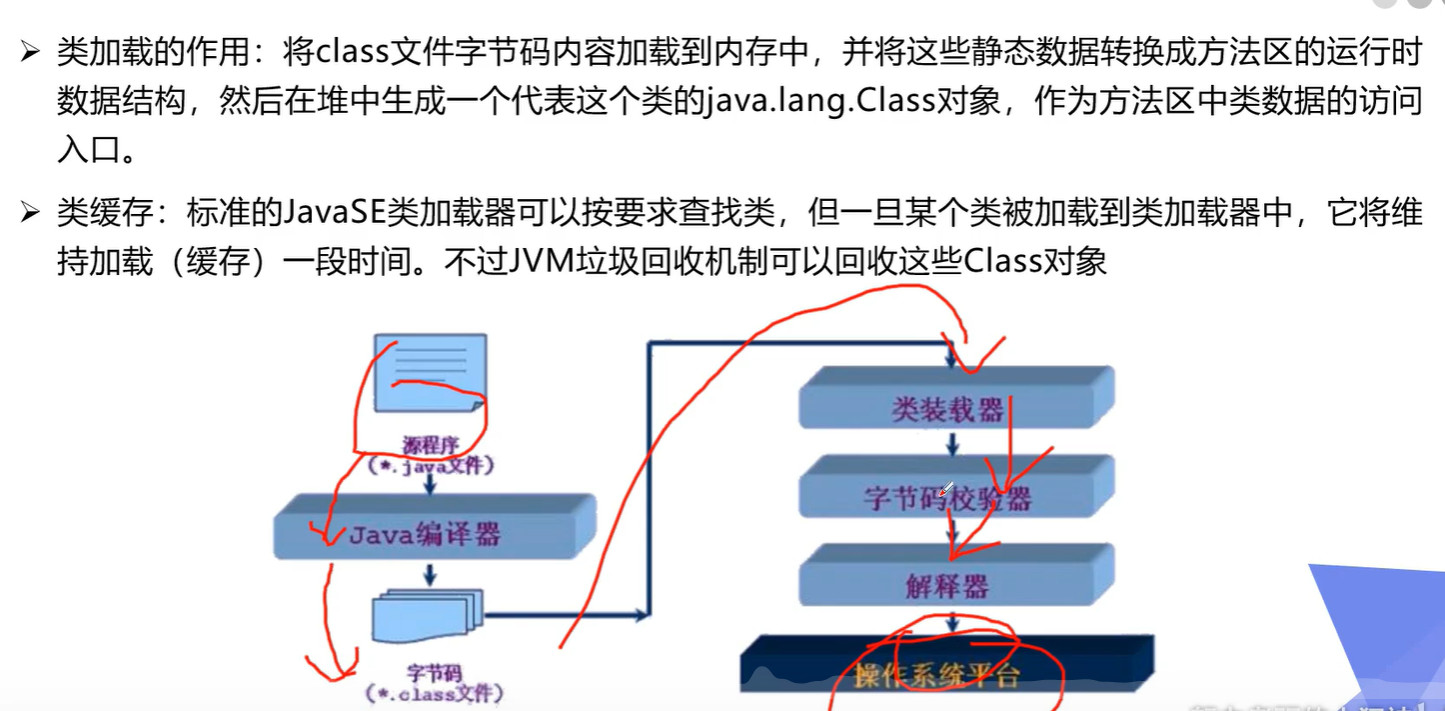 ➢ 类加载的作用：将class文件字节码内容加载到内存中，并将这些静态数据转换成方法区的运行时
数据结构，然后在堆中生成一个代表这个类的java.lang.Class对象，作为方法区中类数据的访问
入口。
➢ 类缓存：标准的JavaSE类加载器可以按要求查找类，但一旦某个类被加载到类加载器中，它将维
持加载（缓存）一段时间。不过JVM垃圾回收机制可以回收这些Class对象
源程序
(*.java文件)
Java编译器
字节码
(*.class文件)
类装载器
字节码校验器
解释器
操作系统平台